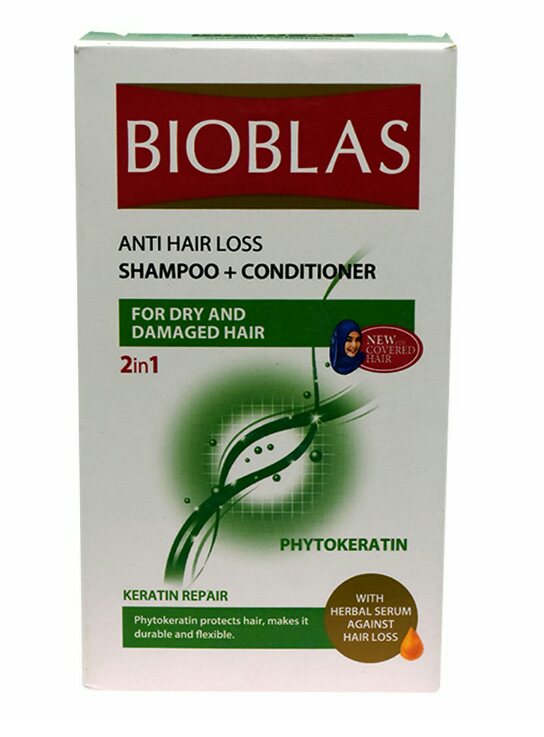 BIOBLAS
ANTI HAIR LOSS
SHAMPOO + CONDITIONER
FOR DRY AND
DAMAGED HAIR
NEW FOR
COVERED
HAIR
2in1
PHYTOKERATIN
KERATIN REPAIR
Phytokeratin protects hair, makes it
durable and flexible.
WITH
HERBAL SERUM
AGAINST
HAIR LOSS